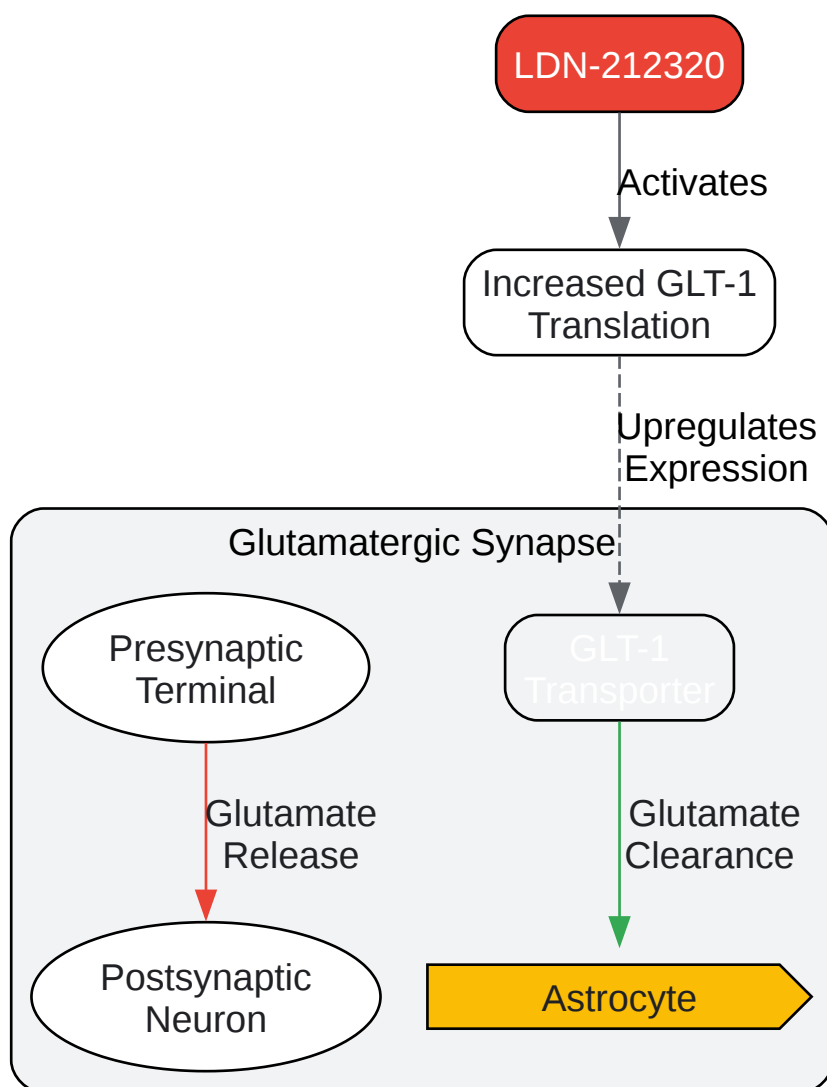 LDN-212320
Activates
Increased GLT-1
Translation
Upregulates
Expression
Glutamatergic Synapse
Presynaptic
Terminal
GLT-1
Transporter
Glutamate
Release
Glutamate
Clearance
Postsynaptic
Neuron
Astrocyte